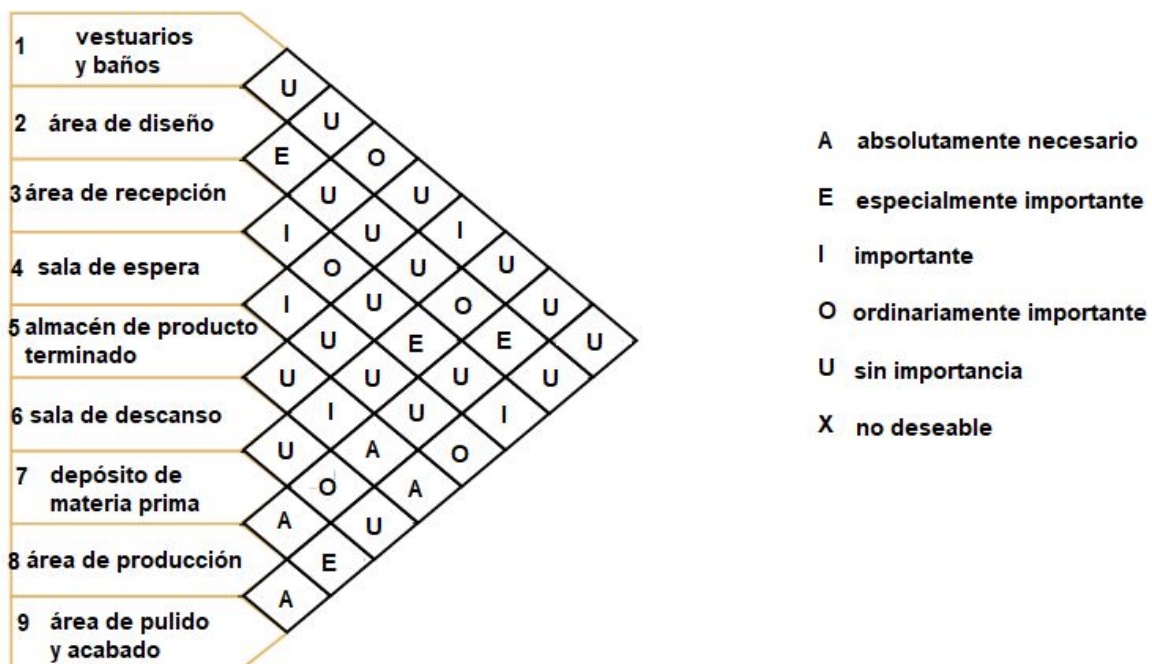 1 vestuarios
y baños
2 área de diseño
3 área de recepción
4 sala de espera
5 almacén de producto
terminado
6 sala de descanso
7 depósito de
materia prima
8 área de producción
9 área de pulido
y acabado
U
U
E O
U U
I U I
O U U
I U O U
U E E U
U U U U
I U I
U A O
O A
A U
E
A
A absolutamente necesario
E especialmente importante
I importante
O ordinariamente importante
U sin importancia
X no deseable